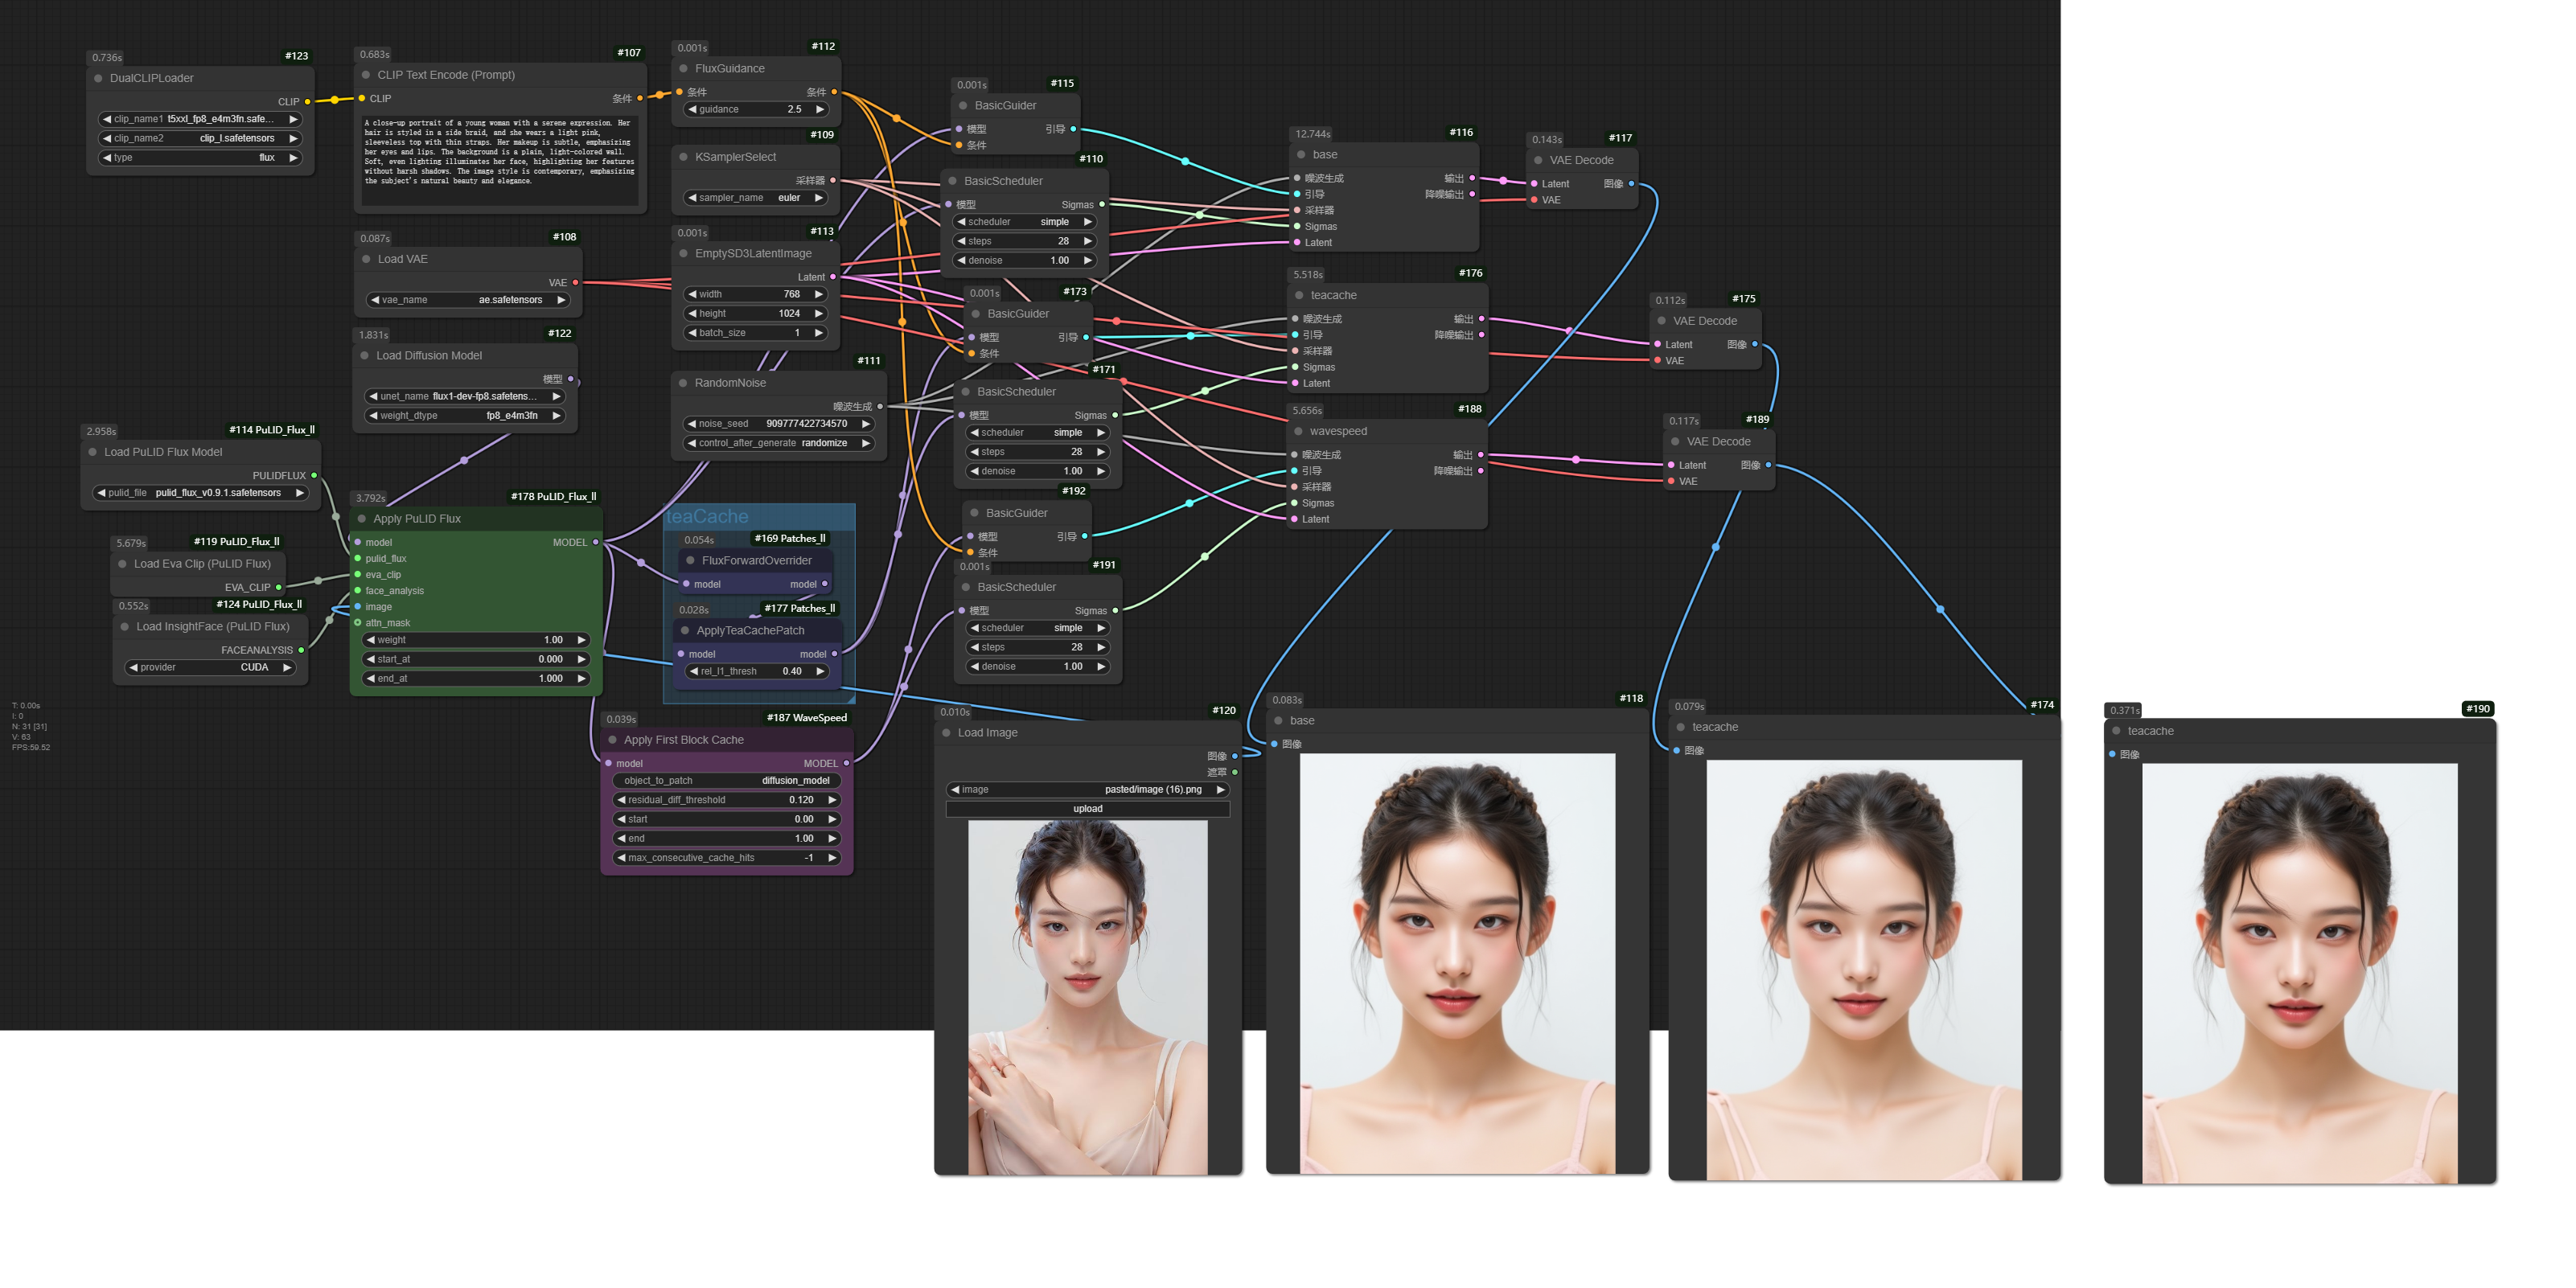 0.736s
#123
DualCLIPLoader
CLIP
clip_name1 t5xxl_fp8_e4m3fn.safe...
clip_name2 clip_l.safetensors
type flux
0.683s
#107
CLIP Text Encode (Prompt)
CLIP
条件
A close-up portrait of a young woman with a serene expression. Her
hair is styled in a side braid, and she wears a light pink,
sleeveless top with thin straps. Her makeup is subtle, emphasizing
her eyes and lips. The background is a plain, light-colored wall.
Soft, even lighting illuminates her face, highlighting her features
without harsh shadows. The image style is contemporary, emphasizing
the subject's natural beauty and elegance.
0.001s
#112
FluxGuidance
条件
条件
guidance 2.5
#109
KSamplerSelect
采样器
sampler_name euler
0.087s
#108
Load VAE
VAE
vae_name ae.safetensors
0.001s
#113
EmptySD3LatentImage
Latent
width 768
height 1024
batch_size 1
1.831s
#122
Load Diffusion Model
模型
unet_name flux1-dev-fp8.safetens...
weight_dtype fp8_e4m3fn
#111
RandomNoise
噪波生成
noise_seed 909777422734570
control_after_generate randomize
2.958s
#114 PuLID_Flux_ll
Load PuLID Flux Model
PULIDFLUX
pulid_file pulid_flux_v0.9.1.safetensors
5.679s
#119 PuLID_Flux_ll
Load Eva Clip (PuLID Flux)
EVA_CLIP
0.552s
#124 PuLID_Flux_ll
Load InsightFace (PuLID Flux)
FACEANALYSIS
provider CUDA
3.792s
#178 PuLID_Flux_ll
Apply PuLID Flux
model
MODEL
pulid_flux
eva_clip
face_analysis
image
attn_mask
weight 1.00
start_at 0.000
end_at 1.000
teaCache
0.054s
#169 Patches_ll
FluxForwardOverrider
model
model
0.028s
#177 Patches_ll
ApplyTeaCachePatch
model
model
rel_l1_thresh 0.40
0.039s
#187 WaveSpeed
Apply First Block Cache
model
MODEL
object_to_patch diffusion_model
residual_diff_threshold 0.120
start 0.00
end 1.00
max_consecutive_cache_hits -1
T: 0.00s
I: 0
N: 31 [31]
V: 63
FPS:59.52
0.001s
#115
BasicGuider
模型
引导
条件
#110
BasicScheduler
模型
Sigmas
scheduler simple
steps 28
denoise 1.00
0.001s
#173
BasicGuider
模型
引导
条件
#171
BasicScheduler
模型
Sigmas
scheduler simple
steps 28
denoise 1.00
#192
BasicGuider
模型
引导
条件
0.001s
#191
BasicScheduler
模型
Sigmas
scheduler simple
steps 28
denoise 1.00
12.744s
#116
base
噪波生成
输出
引导
降噪输出
采样器
Sigmas
Latent
0.143s
#117
VAE Decode
Latent
图像
VAE
5.518s
#176
teacache
噪波生成
输出
引导
降噪输出
采样器
Sigmas
Latent
0.112s
#175
VAE Decode
Latent
图像
VAE
5.656s
#188
wavespeed
噪波生成
输出
引导
降噪输出
采样器
Sigmas
Latent
0.117s
#189
VAE Decode
Latent
图像
VAE
0.010s
#120
Load Image
图像
遮罩
image pasted/image (16).png
upload
0.083s
#118
base
图像
0.079s
#174
teacache
图像
0.371s
#190
teacache
图像